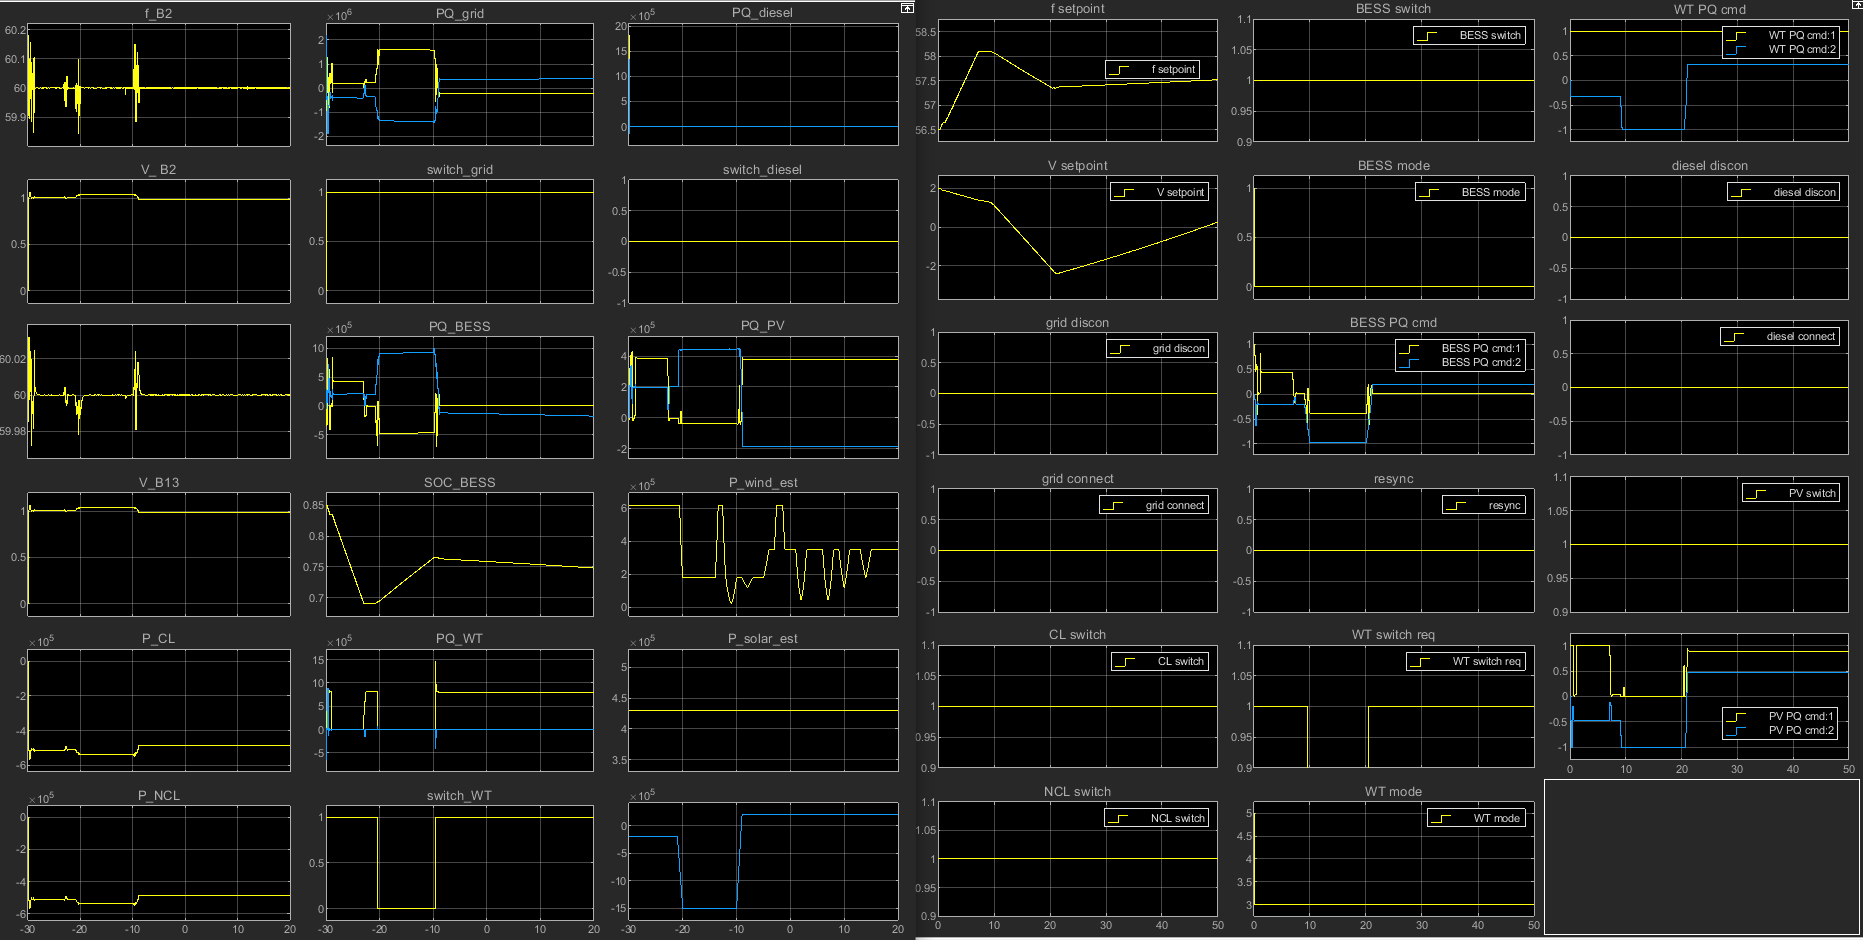 f_B2
60.2
60.1
60
59.9
PQ_grid
×10^6
2
1
0
-1
-2
PQ_diesel
×10^5
20
15
10
5
0
V_ B2
1
0.5
0
switch_grid
1
0.5
0
switch_diesel
1
0.5
0
-0.5
-1
60.02
60
59.98
PQ_BESS
×10^5
10
5
0
-5
PQ_PV
×10^5
4
2
0
-2
V_B13
1
0.5
0
SOC_BESS
0.85
0.8
0.75
0.7
P_wind_est
×10^5
6
4
2
0
P_CL
×10^5
0
-2
-4
-6
PQ_WT
×10^5
15
10
5
0
-5
P_solar_est
×10^5
5
4.5
4
3.5
P_NCL
×10^5
0
-2
-4
-6
-30 -20 -10 0 10 20
switch_WT
1
0.5
0
-30 -20 -10 0 10 20
×10^5
0
-5
-10
-15
-30 -20 -10 0 10 20
f setpoint
58.5
58
57.5
57
56.5
f setpoint
BESS switch
1.1
1.05
1
0.95
0.9
BESS switch
WT PQ cmd
1
0.5
0
-0.5
-1
WT PQ cmd:1
WT PQ cmd:2
V setpoint
2
0
-2
V setpoint
BESS mode
1
0.5
0
BESS mode
diesel discon
1
0.5
0
-0.5
-1
diesel discon
grid discon
1
0.5
0
-0.5
-1
grid discon
BESS PQ cmd
1
0.5
0
-0.5
-1
BESS PQ cmd:1
BESS PQ cmd:2
1
0.5
0
-0.5
-1
diesel connect
grid connect
1
0.5
0
-0.5
-1
grid connect
resync
1
0.5
0
-0.5
-1
resync
1.1
1.05
1
0.95
0.9
PV switch
CL switch
1.1
1.05
1
0.95
0.9
CL switch
WT switch req
1.1
1.05
1
0.95
0.9
WT switch req
1
0.5
0
-0.5
-1
PV PQ cmd:1
PV PQ cmd:2
0 10 20 30 40 50
NCL switch
1.1
1.05
1
0.95
0.9
NCL switch
0 10 20 30 40 50
WT mode
5
4.5
4
3.5
3
WT mode
0 10 20 30 40 50